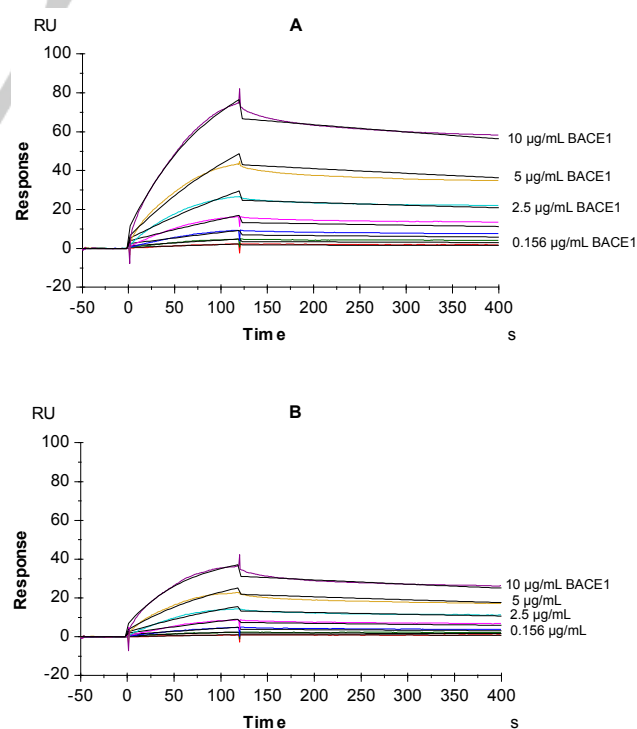 RU
A
100
80
60
40
20
0
-20
Response
10 µg/mL BACE1
5 µg/mL BACE1
2.5 µg/mL BACE1
0.156 µg/mL BACE1
-50 0 50 100 150 200 250 300 350 400
Time s
RU
B
100
80
60
40
20
0
-20
Response
10 µg/mL BACE1
5 µg/mL
2.5 µg/mL
0.156 µg/mL
-50 0 50 100 150 200 250 300 350 400
Time s